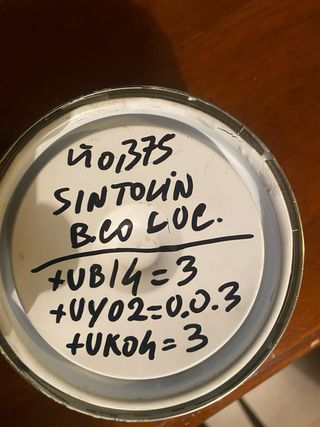 lt 0,375
SINTOLIN
B.CO LUC.
+UB14=3
+UY02=0.0.3
+UK04=3